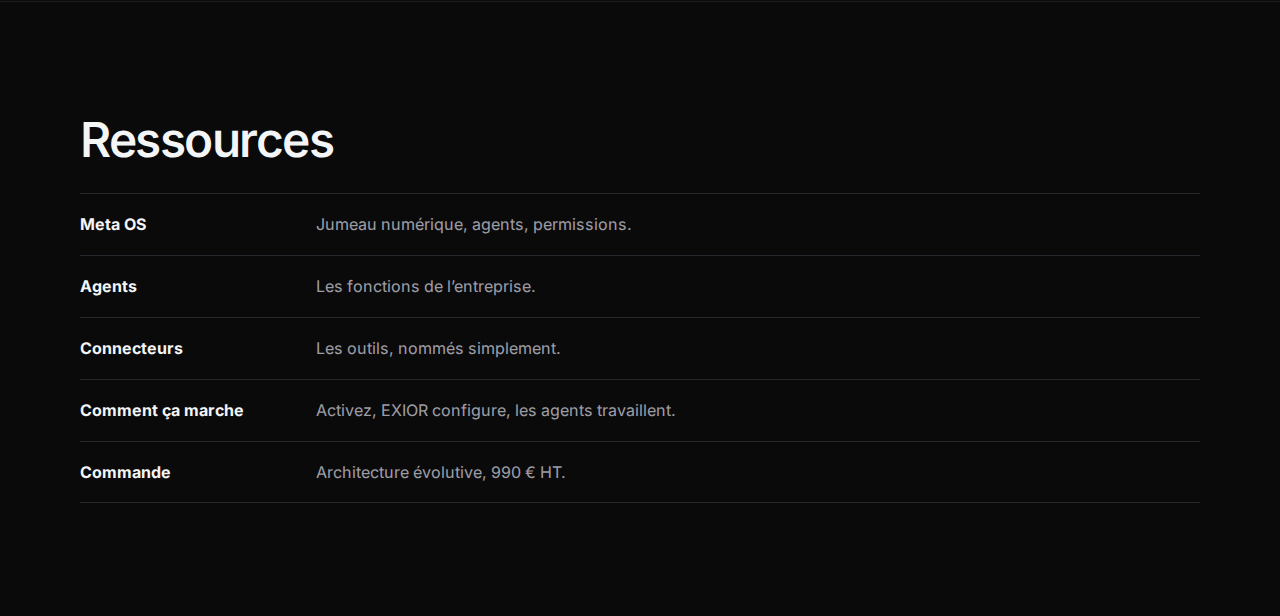 Ressources
Meta OS Jumeau numérique, agents, permissions.
Agents Les fonctions de l’entreprise.
Connecteurs Les outils, nommés simplement.
Comment ça marche Activez, EXIOR configure, les agents travaillent.
Commande Architecture évolutive, 990 € HT.